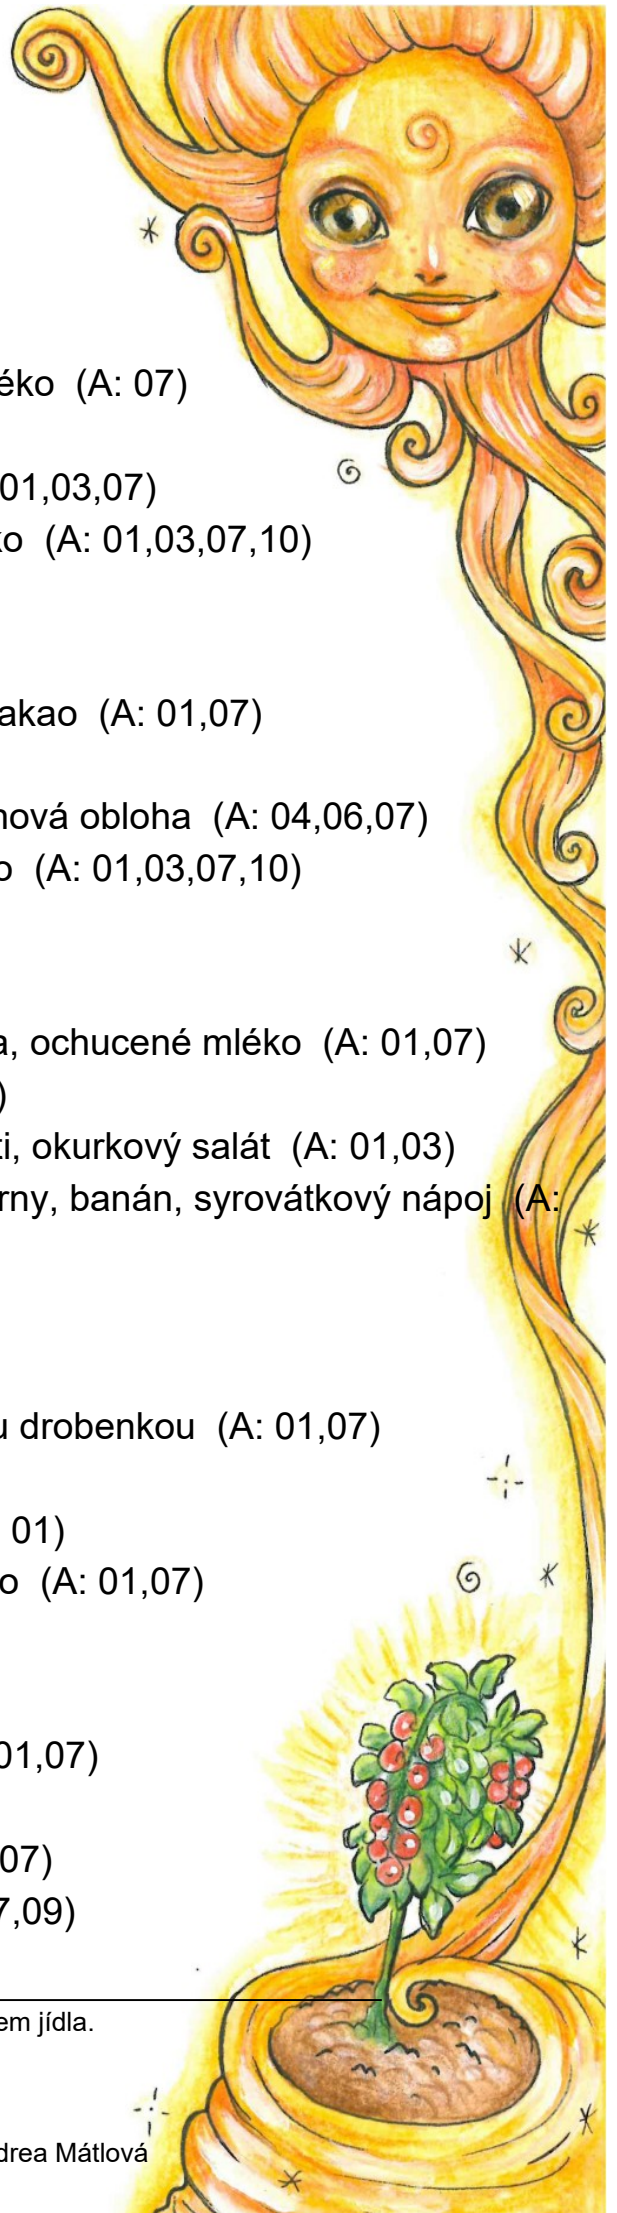 éko (A: 07)
01,03,07)
ko (A: 01,03,07,10)
akao (A: 01,07)
nová obloha (A: 04,06,07)
o (A: 01,03,07,10)
a, ochucené mléko (A: 01,07)
)
ti, okurkový salát (A: 01,03)
rny, banán, syrovátkový nápoj (A:
u drobenkou (A: 01,07)
01)
o (A: 01,07)
01,07)
07)
7,09)
em jídla.
drea Mátlová